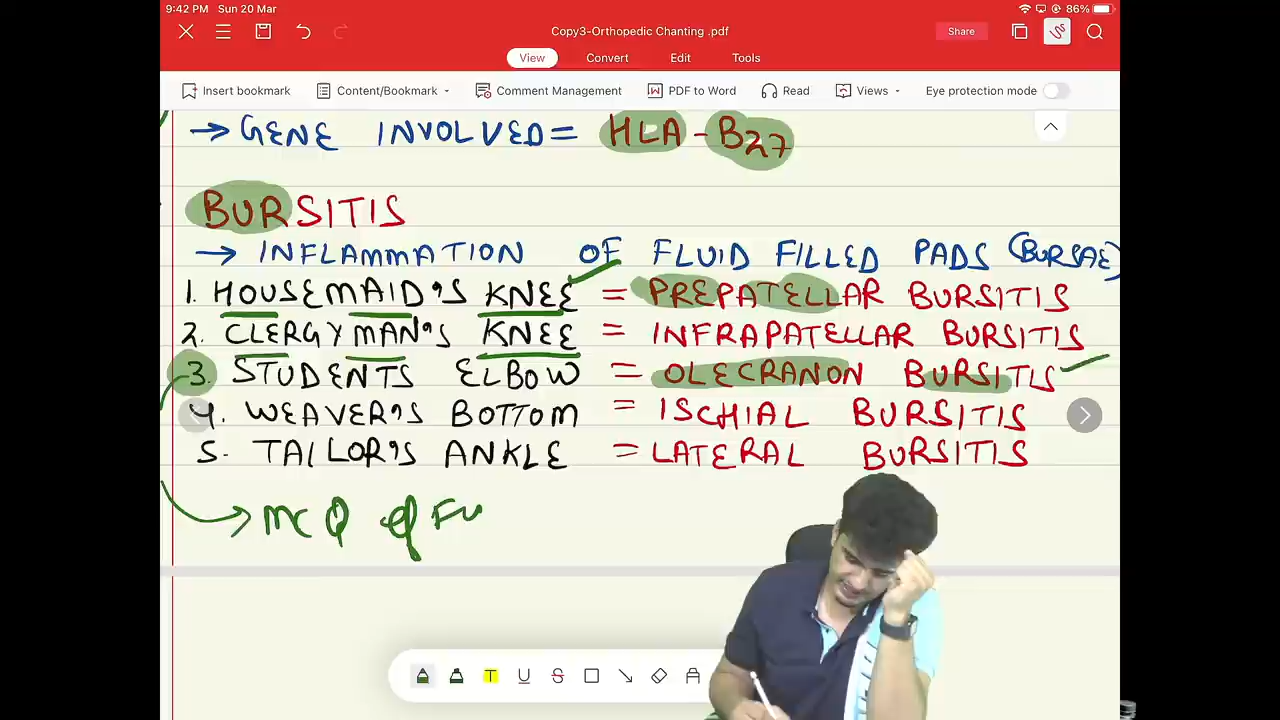 9:42 PM Sun 20 Mar 86%
Copy3-Orthopedic Chanting .pdf
Share
View Convert Edit Tools
Insert bookmark Content/Bookmark Comment Management PDF to Word Read Views Eye protection mode
→ GENE INVOLVED = HLA-B27
BURSITIS
→ INFLAMMATION OF FLUID FILLED PADS (BURSAE)
1. HOUSEMAID'S KNEE = PREPATELLAR BURSITIS
2. CLERGYMAN'S KNEE = INFRAPATELLAR BURSITIS
3. STUDENTS ELBOW = OLECRANON BURSITIS
4. WEAVER'S BOTTOM = ISCHIAL BURSITIS
5. TAILOR'S ANKLE = LATERAL BURSITIS
→ MCQ of